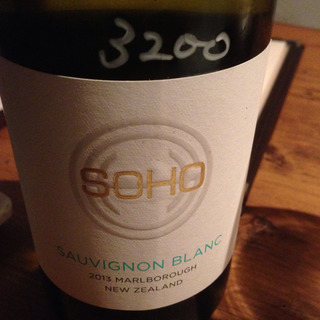 3200
SOHO
SAUVIGNON BLANC
2013 MARLBOROUGH
NEW ZEALAND